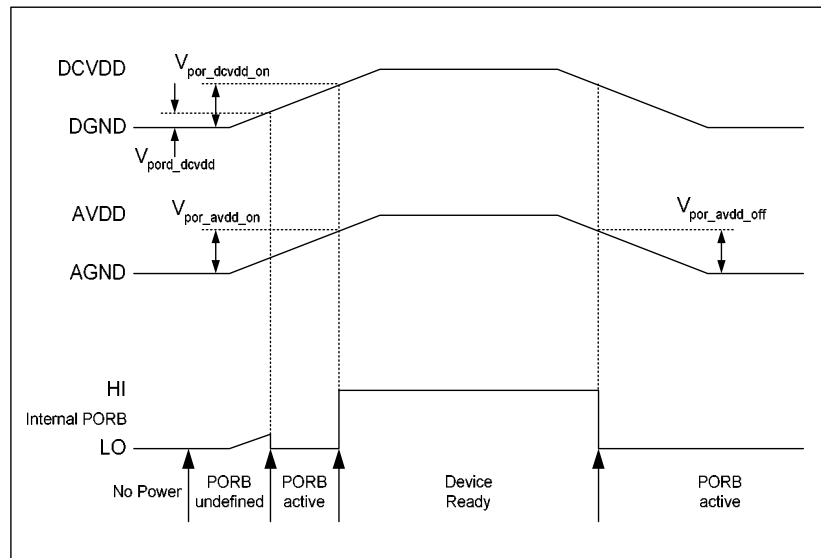 DCVDD
V_por_dcvdd_on
DGND
V_pord_dcvdd
AVDD
V_por_avdd_on
V_por_avdd_off
AGND
HI
Internal PORB
LO
No Power
PORB
undefined
PORB
active
Device
Ready
PORB
active